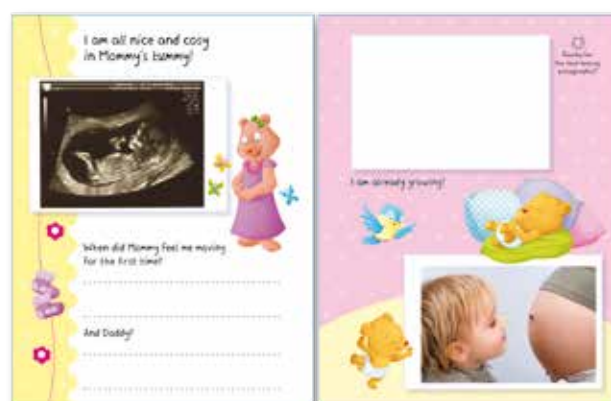 I am all nice and cosy
in Mommy's tummy!
When did Mommy feel me moving
for the first time?
And Daddy?
I am already growing!